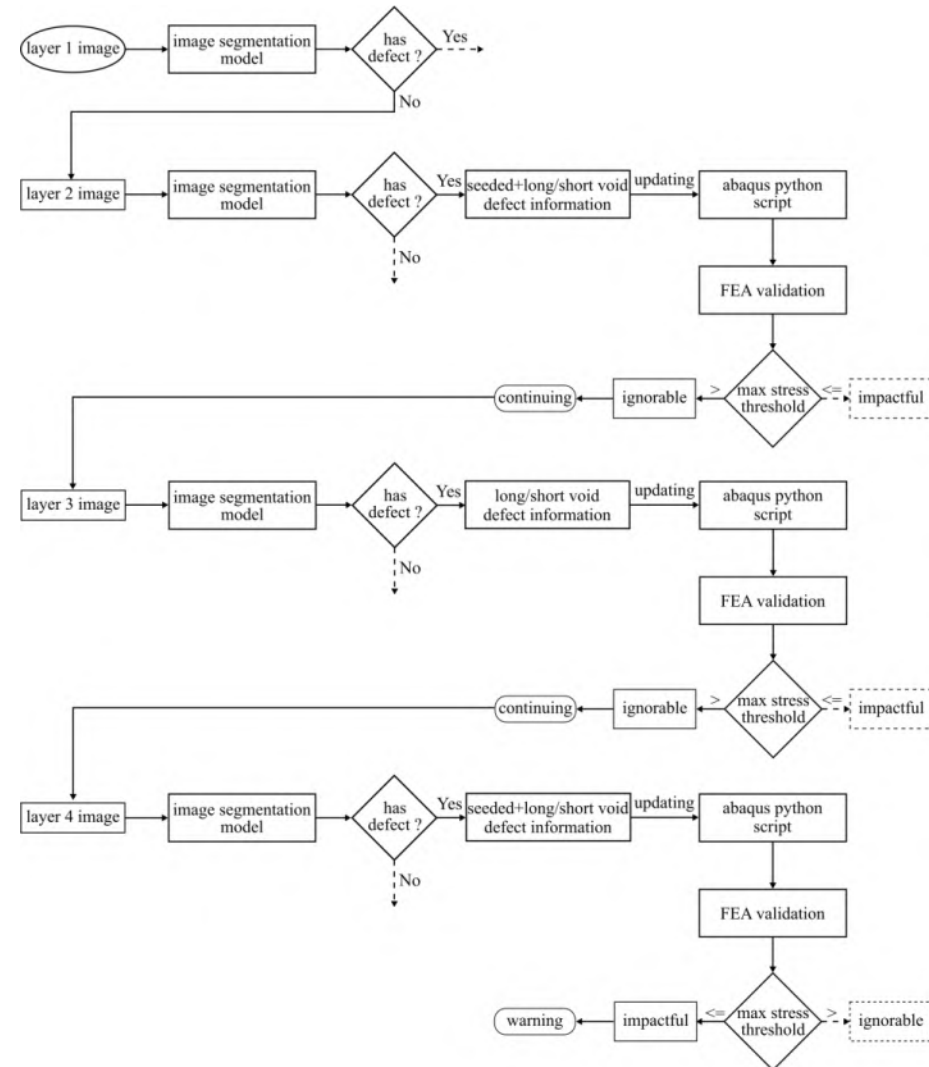 layer 1 image
image segmentation
model
has
defect ?
Yes
No
layer 2 image
image segmentation
model
has
defect ?
Yes
seeded+long/short void
defect information
updating
abaqus python
script
No
FEA validation
continuing
ignorable
>
max stress
threshold
<=
impactful
layer 3 image
image segmentation
model
has
defect ?
Yes
long/short void
defect information
updating
abaqus python
script
No
FEA validation
continuing
ignorable
>
max stress
threshold
<=
impactful
layer 4 image
image segmentation
model
has
defect ?
Yes
seeded+long/short void
defect information
updating
abaqus python
script
No
FEA validation
warning
impactful
<=
max stress
threshold
>
ignorable